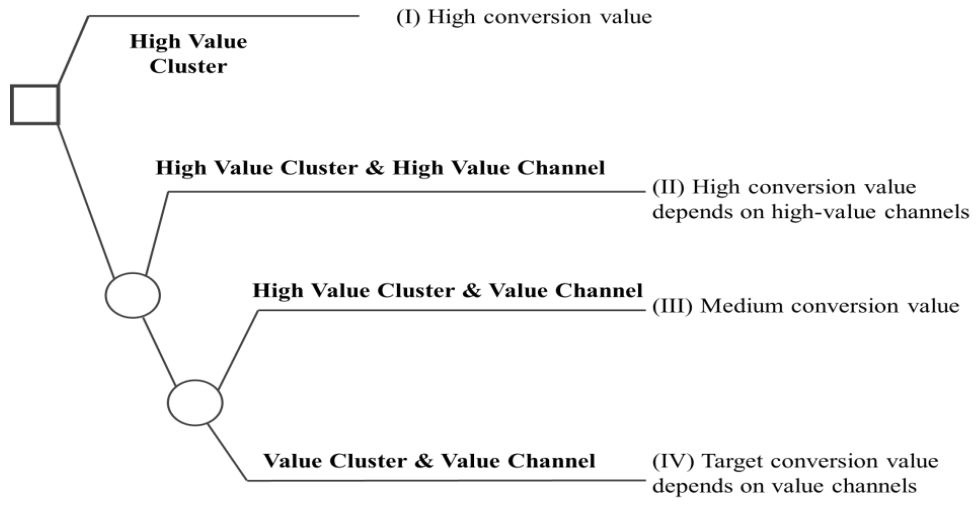 (I) High conversion value
High Value
Cluster
High Value Cluster & High Value Channel
(II) High conversion value
depends on high-value channels
High Value Cluster & Value Channel
(III) Medium conversion value
Value Cluster & Value Channel
(IV) Target conversion value
depends on value channels